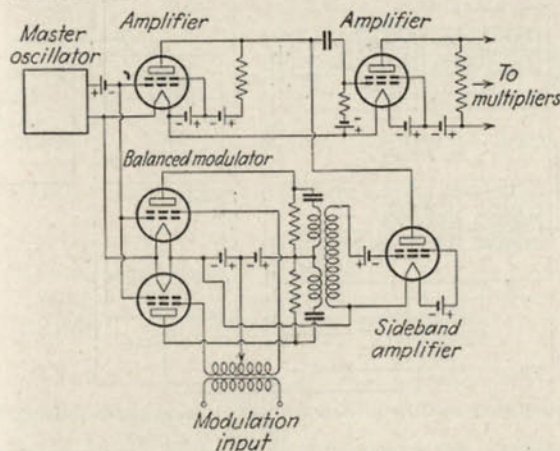 Amplifier
Amplifier
Master
oscillator
To
multipliers
Balanced modulator
Sideband
amplifier
Modulation
input